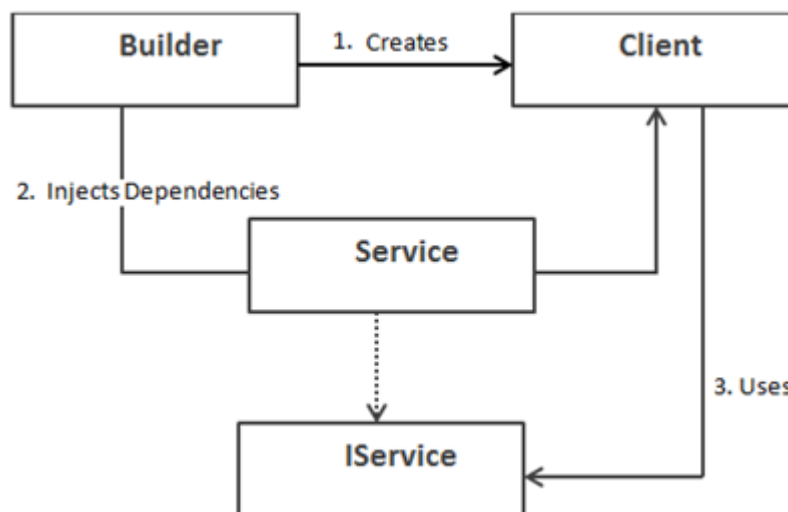 Builder
1. Creates
Client
2. Injects Dependencies
Service
3. Uses
IService